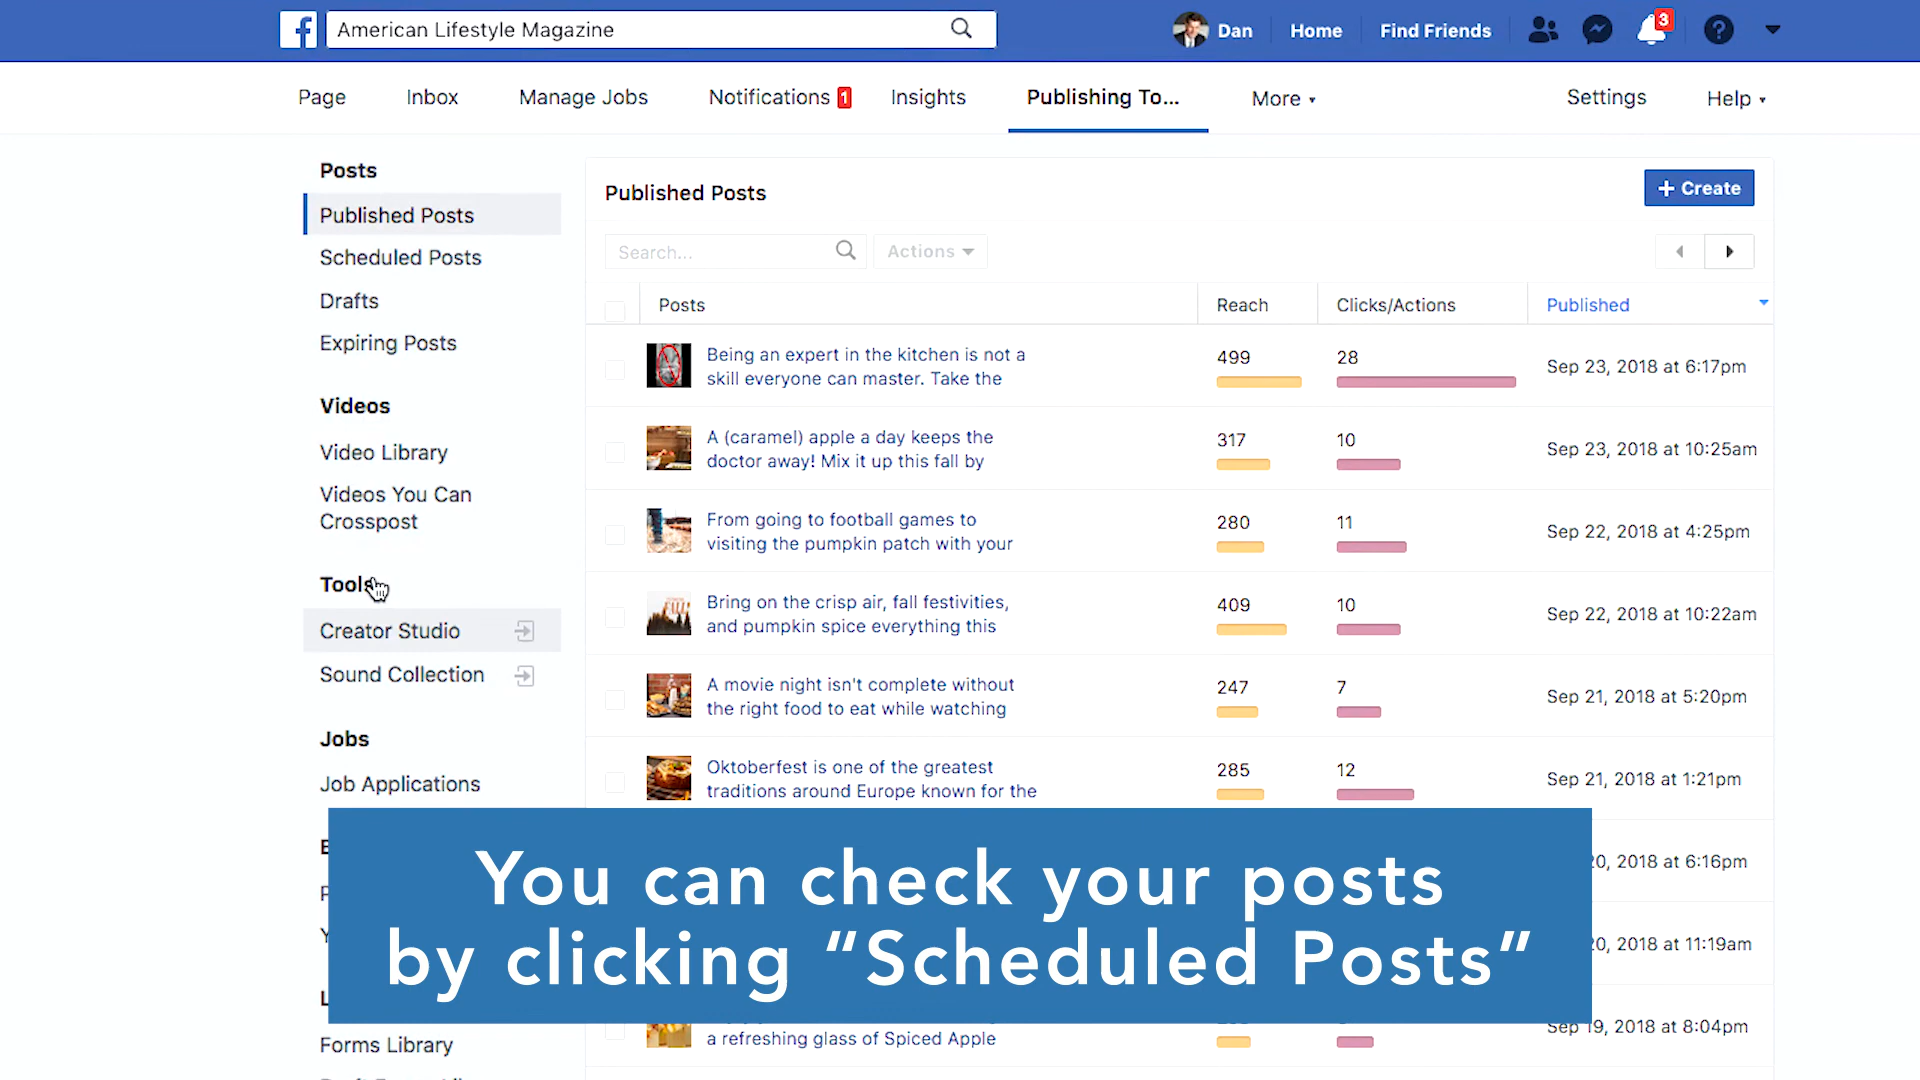 American Lifestyle Magazine
Dan
Home
Find Friends
3
Page
Inbox
Manage Jobs
Notifications 1
Insights
Publishing To...
More
Settings
Help
Posts
Published Posts
Scheduled Posts
Drafts
Expiring Posts
Videos
Video Library
Videos You Can
Crosspost
Tools
Creator Studio
Sound Collection
Jobs
Job Applications
Forms Library
Published Posts
+ Create
Search...
Actions
Posts
Reach
Clicks/Actions
Published
Being an expert in the kitchen is not a
skill everyone can master. Take the
499
28
Sep 23, 2018 at 6:17pm
A (caramel) apple a day keeps the
doctor away! Mix it up this fall by
317
10
Sep 23, 2018 at 10:25am
From going to football games to
visiting the pumpkin patch with your
280
11
Sep 22, 2018 at 4:25pm
Bring on the crisp air, fall festivities,
and pumpkin spice everything this
409
10
Sep 22, 2018 at 10:22am
A movie night isn't complete without
the right food to eat while watching
247
7
Sep 21, 2018 at 5:20pm
Oktoberfest is one of the greatest
traditions around Europe known for the
285
12
Sep 21, 2018 at 1:21pm
2018 at 6:16pm
2018 at 11:19am
a refreshing glass of Spiced Apple
Sep 19, 2018 at 8:04pm
You can check your posts
by clicking “Scheduled Posts”